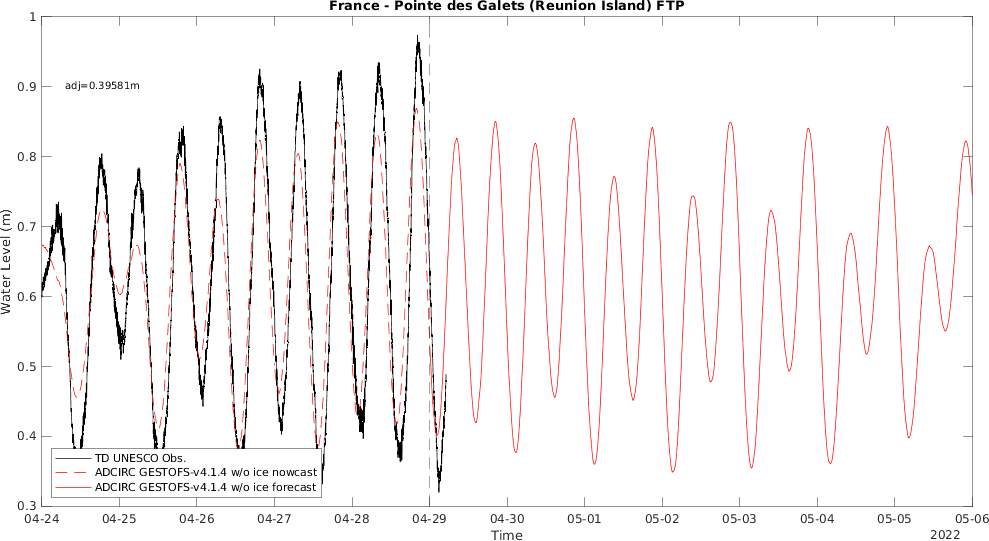 France - Pointe des Galets (Reunion Island) FTP
1
0.9
0.8
0.7
0.6
0.5
0.4
0.3
Water Level (m)
adj=0.39581m
TD UNESCO Obs.
ADCIRC GESTOFS-v4.1.4 w/o ice nowcast
ADCIRC GESTOFS-v4.1.4 w/o ice forecast
04-24 04-25 04-26 04-27 04-28 04-29 04-30 05-01 05-02 05-03 05-04 05-05 05-06
Time
2022